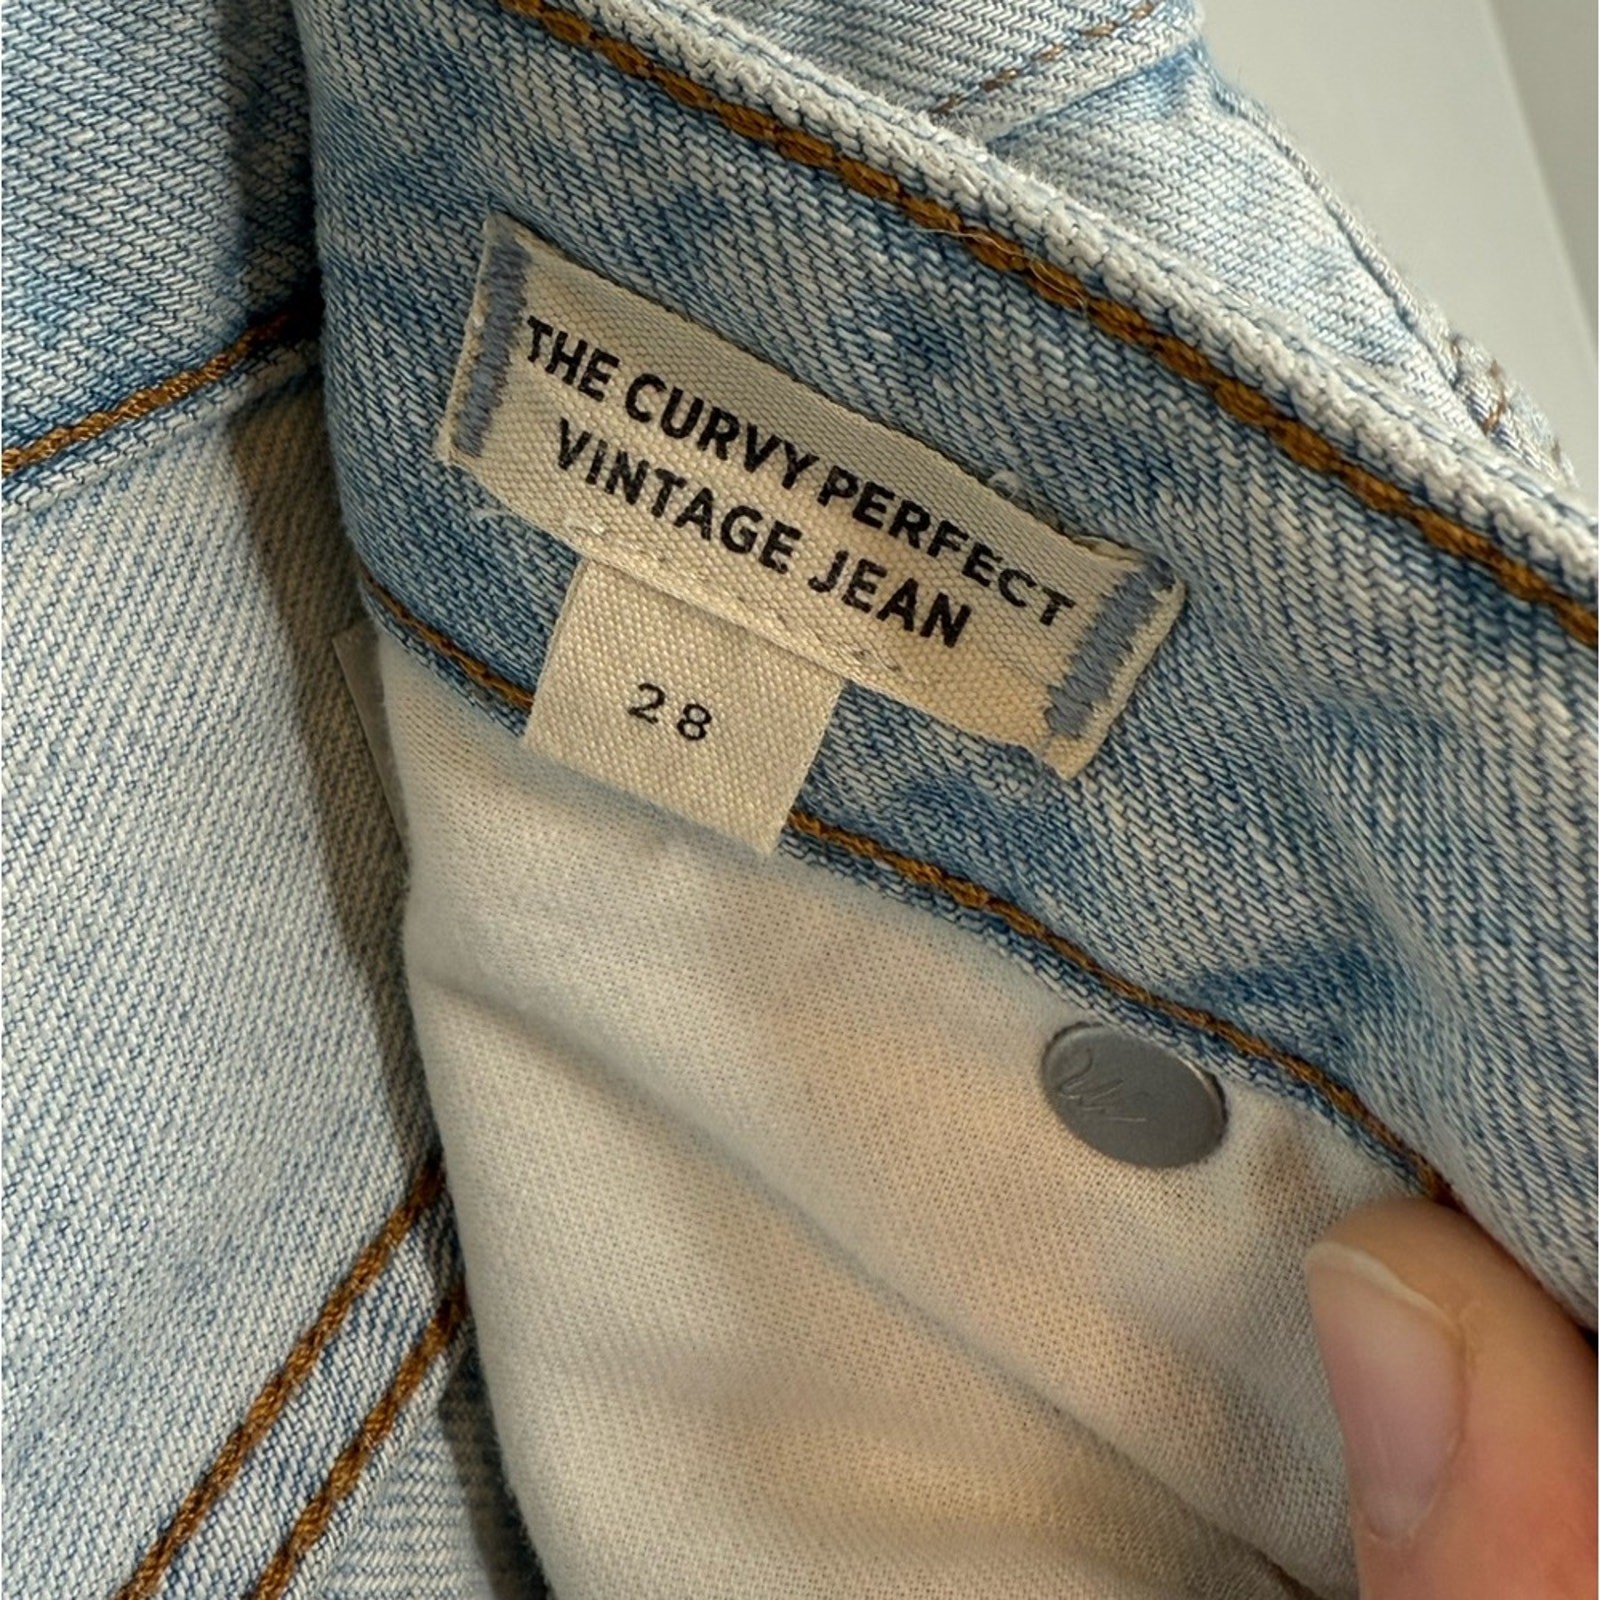 THE CURVY PERFECT
VINTAGE JEAN
28